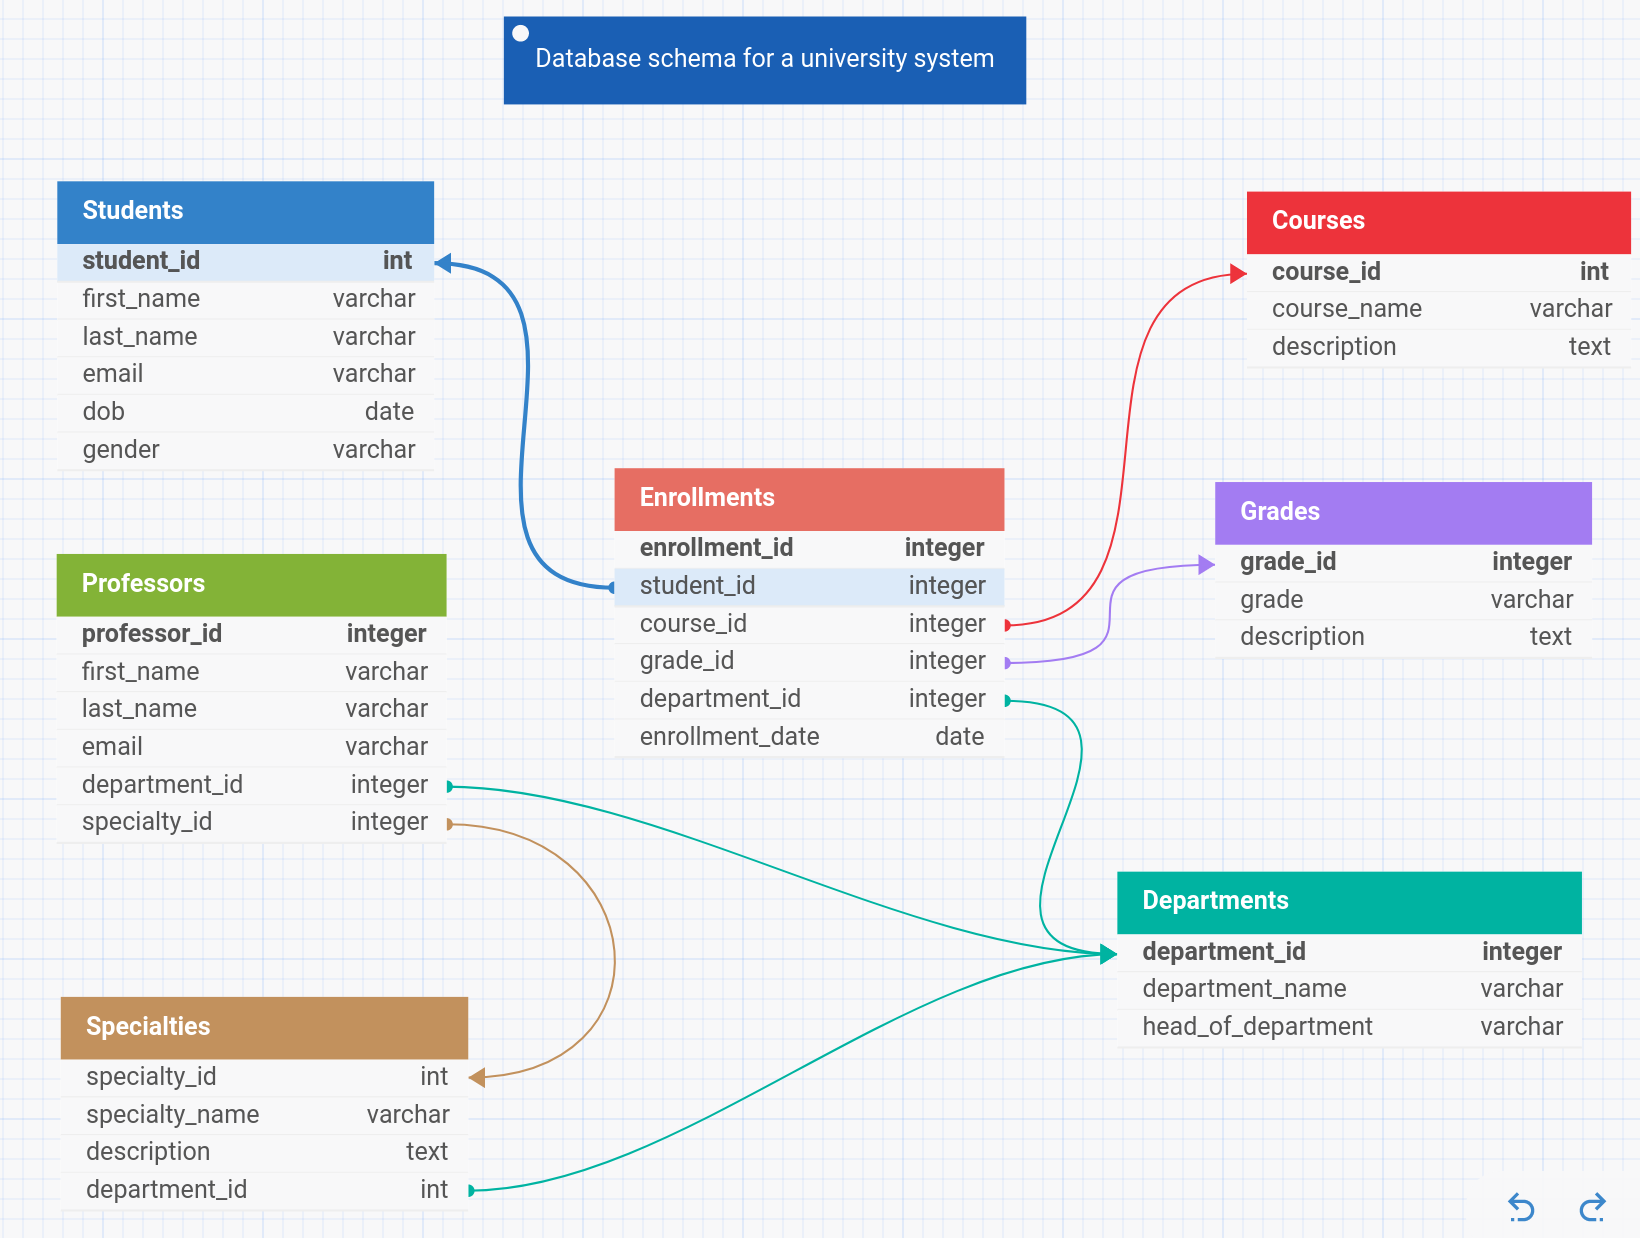 Database schema for a university system
Students
student_id int
first_name varchar
last_name varchar
email varchar
dob date
gender varchar
Courses
course_id int
course_name varchar
description text
Enrollments
enrollment_id integer
student_id integer
course_id integer
grade_id integer
department_id integer
enrollment_date date
Grades
grade_id integer
grade varchar
description text
Professors
professor_id integer
first_name varchar
last_name varchar
email varchar
department_id integer
specialty_id integer
Departments
department_id integer
department_name varchar
head_of_department varchar
Specialties
specialty_id int
specialty_name varchar
description text
department_id int